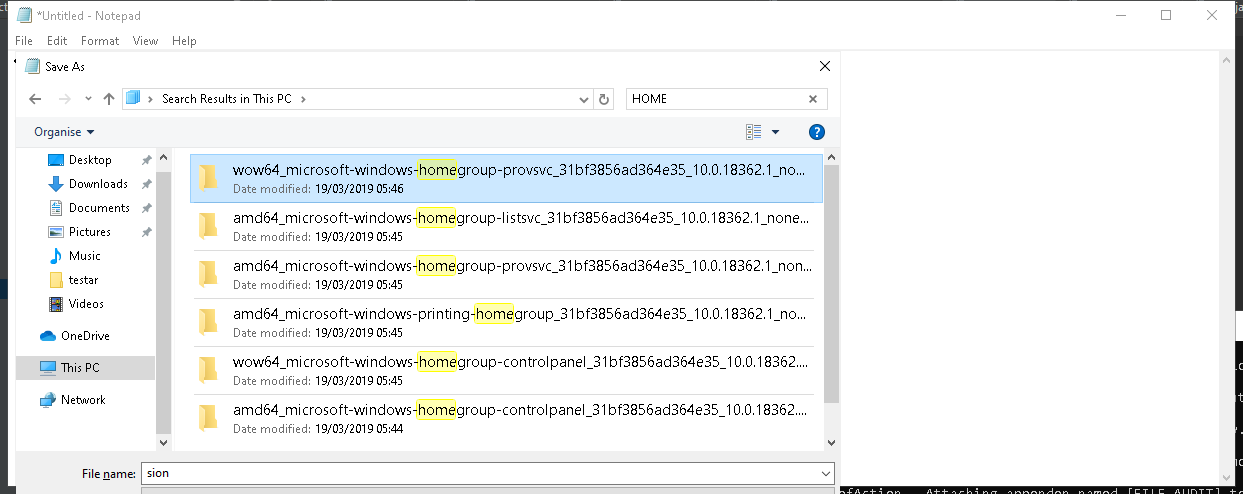 *Untitled - Notepad
File Edit Format View Help
Save As
Search Results in This PC
HOME
Organise
Desktop
Downloads
Documents
Pictures
Music
testar
Videos
OneDrive
This PC
Network
wow64_microsoft-windows-homegroup-provsvc_31bf3856ad364e35_10.0.18362.1_no...
Date modified: 19/03/2019 05:46
amd64_microsoft-windows-homegroup-listsvc_31bf3856ad364e35_10.0.18362.1_none...
Date modified: 19/03/2019 05:45
amd64_microsoft-windows-homegroup-provsvc_31bf3856ad364e35_10.0.18362.1_non...
Date modified: 19/03/2019 05:45
amd64_microsoft-windows-printing-homegroup_31bf3856ad364e35_10.0.18362.1_no...
Date modified: 19/03/2019 05:45
wow64_microsoft-windows-homegroup-controlpanel_31bf3856ad364e35_10.0.18362....
Date modified: 19/03/2019 05:45
amd64_microsoft-windows-homegroup-controlpanel_31bf3856ad364e35_10.0.18362....
Date modified: 19/03/2019 05:44
File name: sion
Attaching appender named [FILE_AUDIT] to